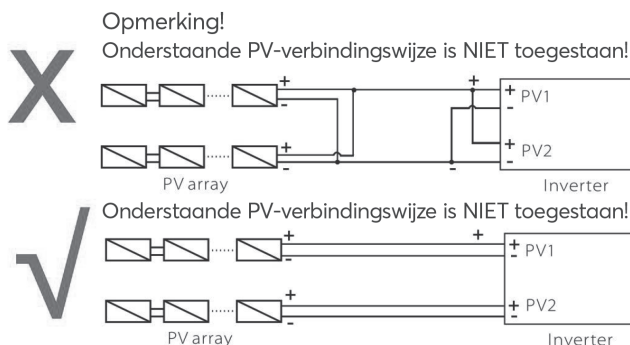 Opmerking!
Onderstaande PV-verbindingswijze is NIET toegestaan!
X
+ + + PV1
- -
+ + PV2
- - -
PV array Inverter
Onderstaande PV-verbindingswijze is NIET toegestaan!
√
+ + + PV1
- -
+ + PV2
- -
PV array Inverter